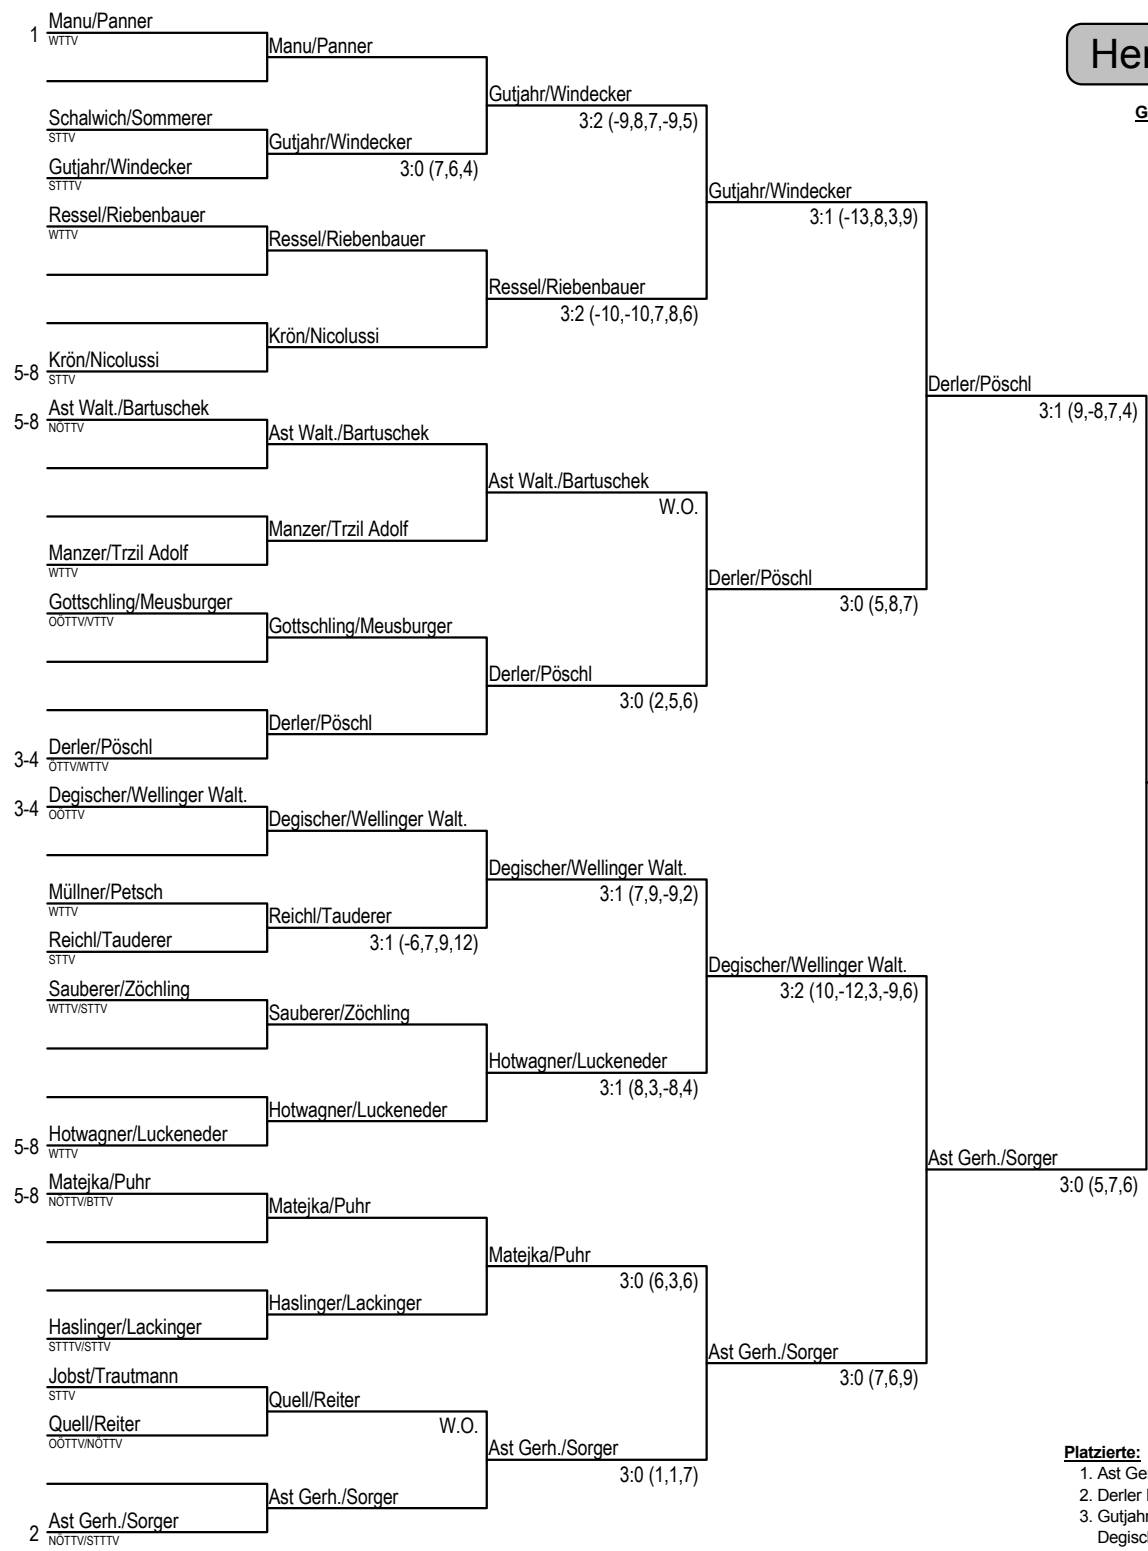 1 Manu/Panner
WTTV
Schalwich/Sommerer
STTV
Gutjahr/Windecker
STTTV
Ressel/Riebenbauer
WTTV
Krön/Nicolussi
5-8 STTV
5-8 Ast Walt./Bartuschek
NÖTTV
Manzer/Trzil Adolf
WTTV
Gottschling/Meusburger
OÖTTV/VTTV
3-4 Derler/Pöschl
ÖTTV/WTTV
3-4 Degischer/Wellinger Walt.
OÖTTV
Müllner/Petsch
WTTV
Reichl/Tauderer
STTV
Sauberer/Zöchling
WTTV/STTV
5-8 Hotwagner/Luckeneder
WTTV
5-8 Matejka/Puhr
NÖTTV/BTTV
Haslinger/Lackinger
STTTV/STTV
Jobst/Trautmann
STTV
Quell/Reiter
OÖTTV/NÖTTV
2 Ast Gerh./Sorger
NÖTTV/STTTV
Manu/Panner
Gutjahr/Windecker
3:0 (7,6,4)
Ressel/Riebenbauer
Krön/Nicolussi
Ast Walt./Bartuschek
Manzer/Trzil Adolf
Gottschling/Meusburger
Derler/Pöschl
Degischer/Wellinger Walt.
Reichl/Tauderer
3:1 (-6,7,9,12)
Sauberer/Zöchling
Hotwagner/Luckeneder
Matejka/Puhr
Haslinger/Lackinger
Quell/Reiter
W.O.
Ast Gerh./Sorger
Gutjahr/Windecker
3:2 (-9,8,7,-9,5)
Ressel/Riebenbauer
3:2 (-10,-10,7,8,6)
Ast Walt./Bartuschek
W.O.
Derler/Pöschl
3:0 (2,5,6)
Degischer/Wellinger Walt.
3:1 (7,9,-9,2)
Hotwagner/Luckeneder
3:1 (8,3,-8,4)
Matejka/Puhr
3:0 (6,3,6)
Ast Gerh./Sorger
3:0 (1,1,7)
Gutjahr/Windecker
3:1 (-13,8,3,9)
Derler/Pöschl
3:0 (5,8,7)
Degischer/Wellinger Walt.
3:2 (10,-12,3,-9,6)
Ast Gerh./Sorger
3:0 (7,6,9)
Derler/Pöschl
3:1 (9,-8,7,4)
Ast Gerh./Sorger
3:0 (5,7,6)
Her
G
Platzierte:
1. Ast Ge
2. Derler
3. Gutjahr
Degisc